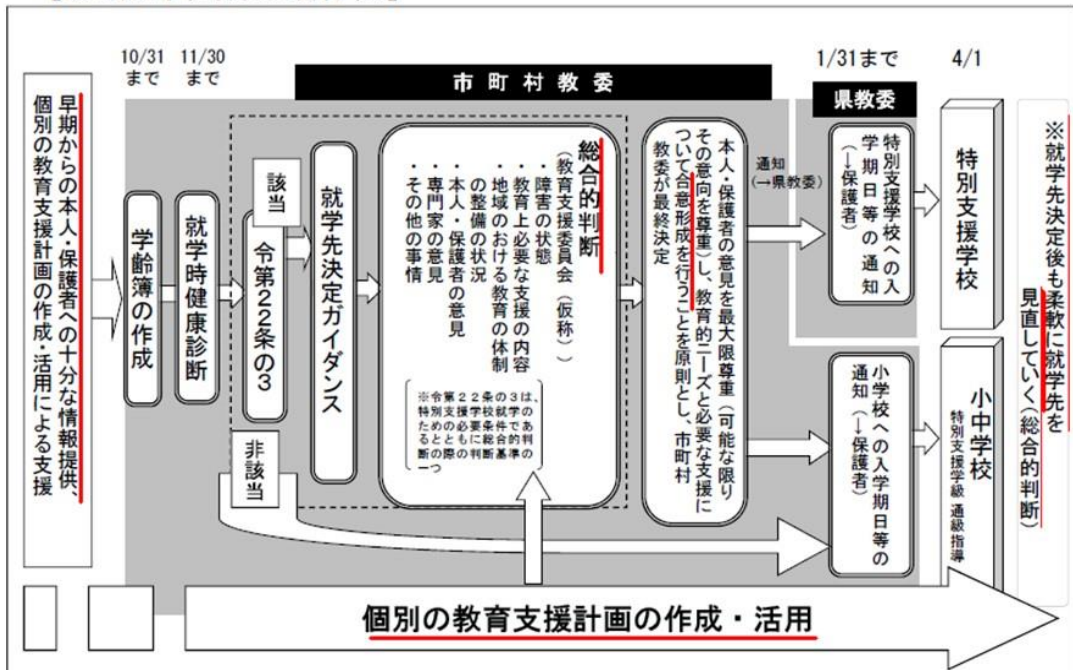 10/31
まで
11/30
まで
1/31まで
4/1
市町村教委
県教委
早期からの本人・保護者への十分な情報提供、
個別の教育支援計画の作成・活用による支援
学齢簿の作成
就学時健康診断
該当
令第22条の3
非該当
就学先決定ガイダンス
総合的判断
(教育支援委員会(仮称))
・障害の状態
・教育上必要な支援の内容
・地域のおける教育の体制
の整備の状況
・本人・保護者の意見
・専門家の意見
・その他の事情
※令第22条の3は、
特別支援学校就学の
ための必要条件であ
るとともに総合的判
断の際の判断基準の
一つ
本人・保護者の意見を最大限尊重(可能な限り
その意向を尊重)し、教育的ニーズと必要な支援に
ついて合意形成を行うことを原則とし、市町村
教委が最終決定
通知
(→県教委)
特別支援学校への入
学期日等の通知
(→保護者)
小学校への入学期日等の
通知(→保護者)
特別支援学校
小中学校
特別支援学級 通級指導
※就学先決定後も柔軟に就学先を
見直していく(総合的判断)
個別の教育支援計画の作成・活用